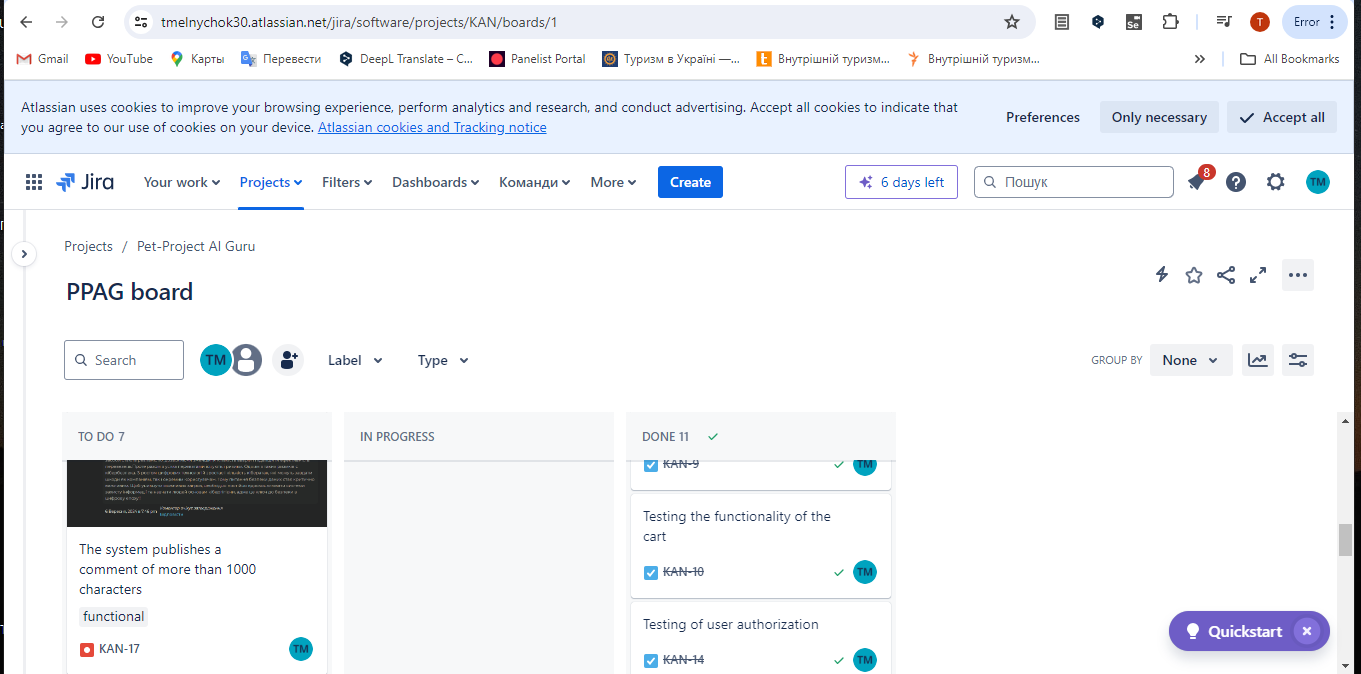 tmelnychok30.atlassian.net/jira/software/projects/KAN/boards/1
Se
T
Error
Gmail
YouTube
Карты
Перевести
DeepL Translate – C...
Panelist Portal
Туризм в Україні —...
Внутрішній туризм...
Внутрішній туризм...
All Bookmarks
Atlassian uses cookies to improve your browsing experience, perform analytics and research, and conduct advertising. Accept all cookies to indicate that
you agree to our use of cookies on your device. Atlassian cookies and Tracking notice
Preferences
Only necessary
Accept all
Jira
Your work
Projects
Filters
Dashboards
Команди
More
Create
6 days left
Пошук
8
TM
Projects / Pet-Project AI Guru
PPAG board
Search
TM
Label
Type
GROUP BY
None
TO DO 7
IN PROGRESS
DONE 11
The system publishes a
comment of more than 1000
characters
functional
KAN-17
TM
KAN-9
TM
Testing the functionality of the
cart
KAN-10
TM
Testing of user authorization
KAN-14
TM
Quickstart